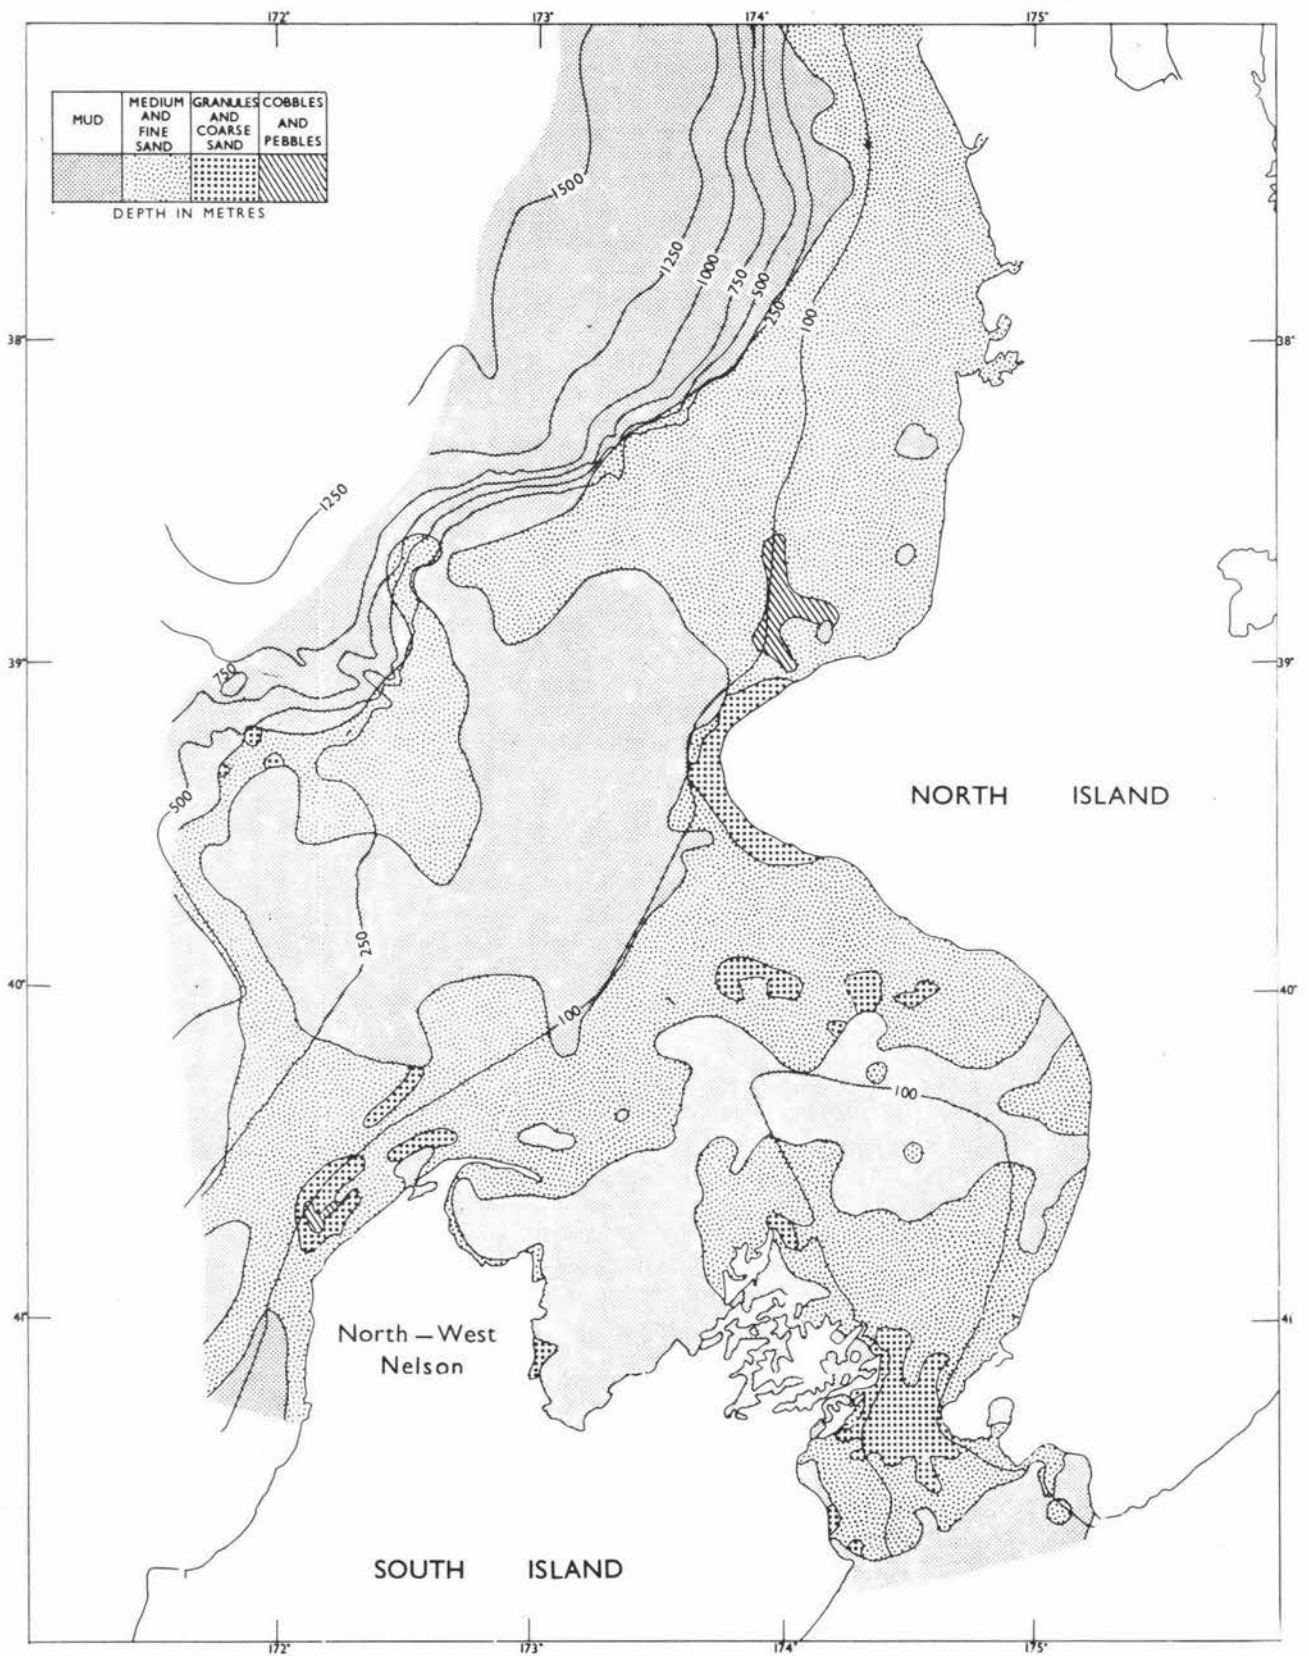 172° 173° 174° 175°
MUD
MEDIUM
AND
FINE
SAND
GRANULES
AND
COARSE
SAND
COBBLES
AND
PEBBLES
DEPTH IN METRES
1500
1250
1000
750
500
250
100
38° 38°
1250
39° 39°
750
500
NORTH ISLAND
250
40° 40°
100
100
41° 41
North – West
Nelson
SOUTH ISLAND
172° 173° 174° 175°